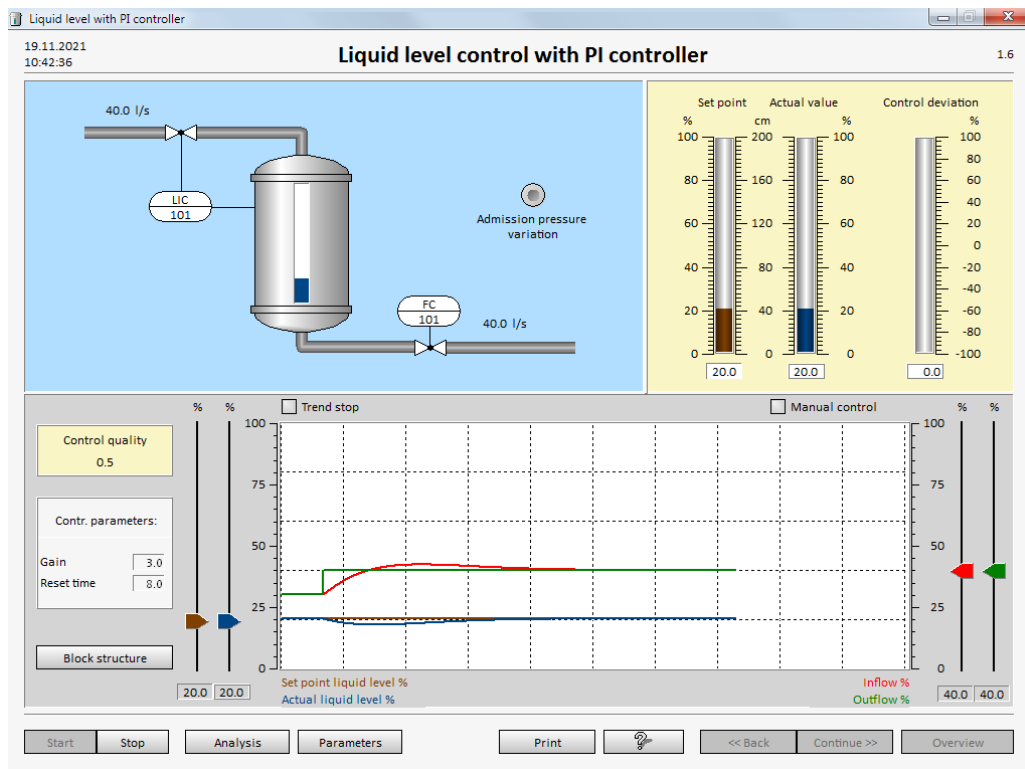 Liquid level with PI controller
19.11.2021
10:42:36
Liquid level control with PI controller
1.6
40.0 l/s
LIC
101
Admission pressure
variation
FC
101
40.0 l/s
Set point
Actual value
Control deviation
% cm % %
100 200 100 100
80
80 160 80 60
40
60 120 60 20
0
40 80 40 -20
-40
20 40 20 -60
-80
0 0 0 -100
20.0 20.0 0.0
Control quality
0.5
Contr. parameters:
Gain 3.0
Reset time 8.0
Block structure
% %
20.0 20.0
Trend stop
Manual control
% %
100 100
75 75
50 50
25 25
0 0
Set point liquid level %
Actual liquid level %
Inflow %
Outflow %
40.0 40.0
Start Stop Analysis Parameters Print ? << Back Continue >> Overview